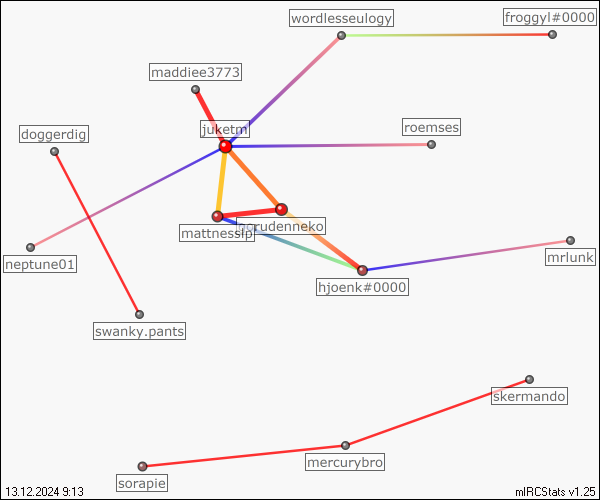 wordlesseulogy
froggyl#0000
maddiee3773
juketm
roemses
doggerdig
mattnesslp
neptune01
mrlunk
hjoenk#0000
swanky.pants
skermando
mercurybro
sorapie
13.12.2024 9:13
mIRCStats v1.25